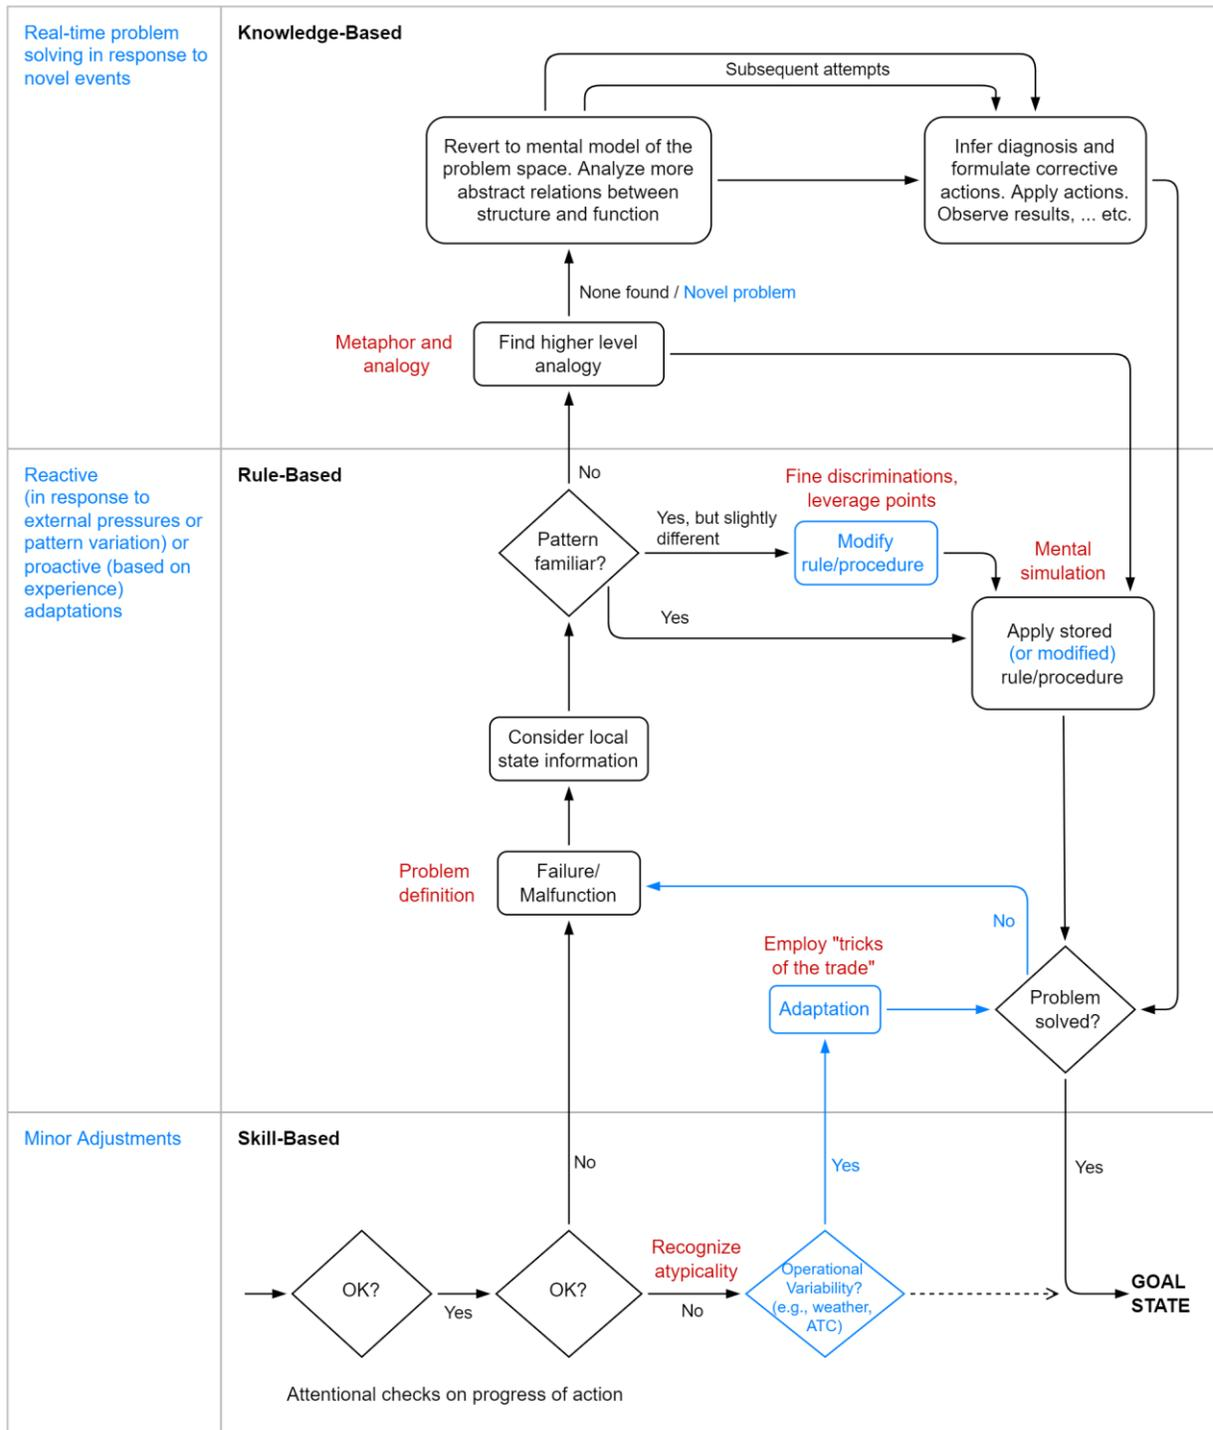 Real-time problem
solving in response to
novel events
Knowledge-Based
Subsequent attempts
Revert to mental model of the
problem space. Analyze more
abstract relations between
structure and function
Infer diagnosis and
formulate corrective
actions. Apply actions.
Observe results, ... etc.
None found / Novel problem
Metaphor and
analogy
Find higher level
analogy
Reactive
(in response to
external pressures or
pattern variation) or
proactive (based on
experience)
adaptations
Rule-Based
No
Fine discriminations,
leverage points
Pattern
familiar?
Yes, but slightly
different
Modify
rule/procedure
Mental
simulation
Yes
Apply stored
(or modified)
rule/procedure
Consider local
state information
Problem
definition
Failure/
Malfunction
No
Employ "tricks
of the trade"
Adaptation
Problem
solved?
Minor Adjustments
Skill-Based
No
Yes
Yes
OK?
Yes
OK?
Recognize
atypicality
No
Operational
Variability?
(e.g., weather,
ATC)
GOAL
STATE
Attentional checks on progress of action